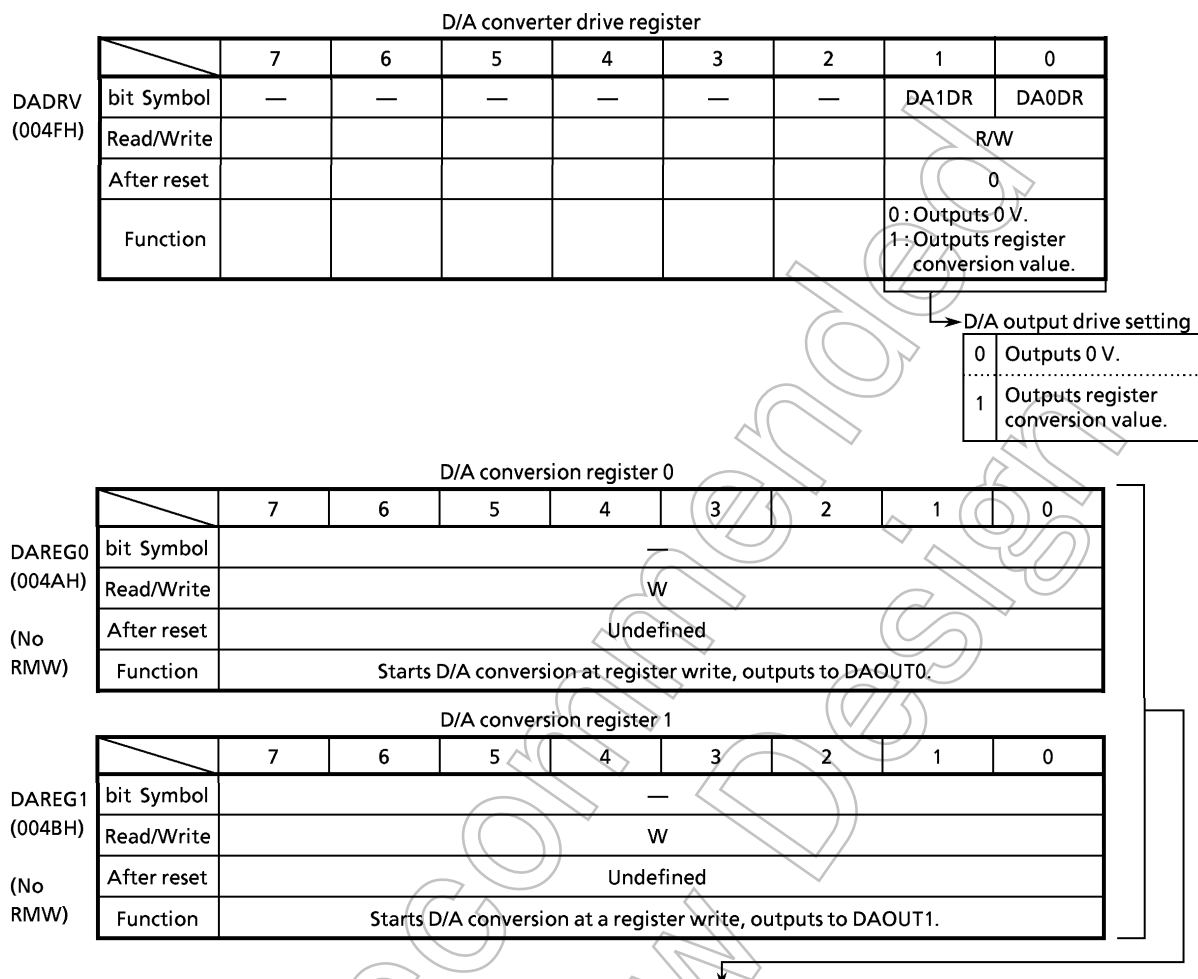 D/A converter drive register
7 6 5 4 3 2 1 0
DADRV
(004FH)
bit Symbol — — — — — — DA1DR DA0DR
Read/Write R/W
After reset 0
Function
0 : Outputs 0 V.
1 : Outputs register
conversion value.
D/A output drive setting
0 Outputs 0 V.
1 Outputs register
conversion value.
D/A conversion register 0
7 6 5 4 3 2 1 0
DAREG0
(004AH)
(No
RMW)
bit Symbol —
Read/Write W
After reset Undefined
Function Starts D/A conversion at register write, outputs to DAOUT0.
D/A conversion register 1
7 6 5 4 3 2 1 0
DAREG1
(004BH)
(No
RMW)
bit Symbol —
Read/Write W
After reset Undefined
Function Starts D/A conversion at a register write, outputs to DAOUT1.
ecommended
w Design